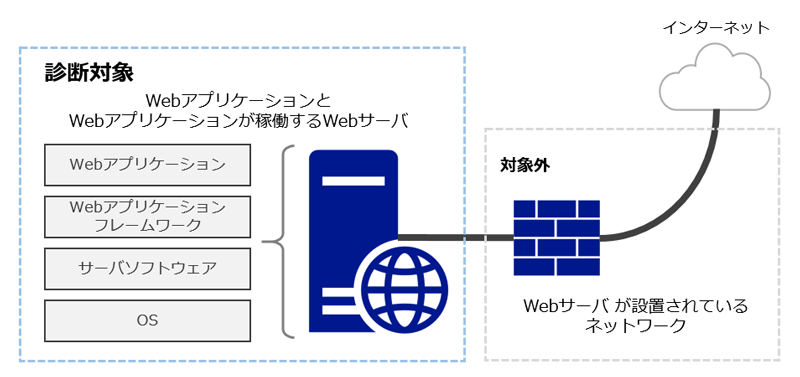 診断対象
Webアプリケーションと
Webアプリケーションが稼働するWebサーバ
Webアプリケーション
Webアプリケーション
フレームワーク
サーバソフトウェア
OS
インターネット
対象外
Webサーバ が設置されている
ネットワーク